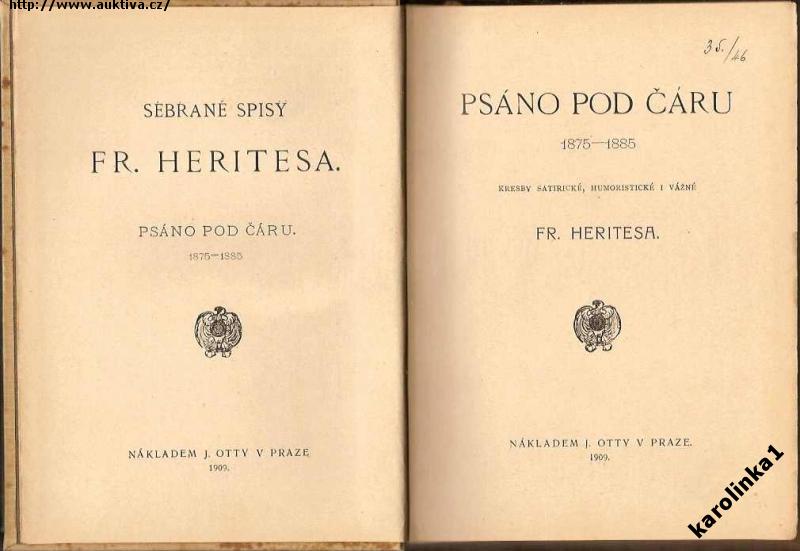 http://www.auktiva.cz/
SEBRANÉ SPISY
FR. HERITESA.
PSÁNO POD ČÁRU.
1875—1885
NÁKLADEM J. OTTY V PRAZE
1909.
35./46
PSÁNO POD ČÁRU
1875—1885
KRESBY SATIRICKÉ, HUMORISTICKÉ I VÁŽNÉ
FR. HERITESA.
NÁKLADEM J. OTTY V PRAZE.
1909.
karolinka1